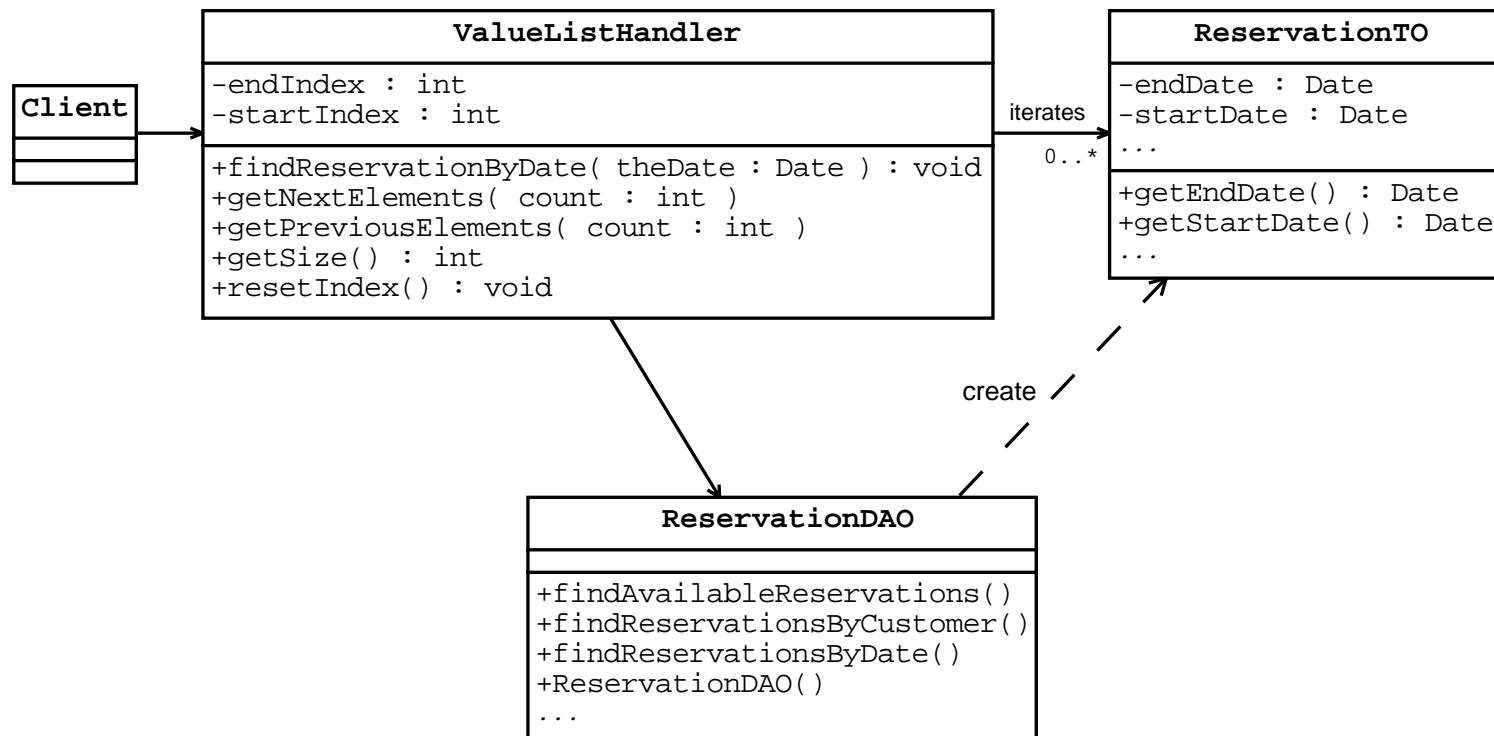 Client
ValueListHandler
-endIndex : int
-startIndex : int
+findReservationByDate( theDate : Date ) : void
+getNextElements( count : int )
+getPreviousElements( count : int )
+getSize() : int
+resetIndex() : void
iterates
0..*
ReservationTO
-endDate : Date
-startDate : Date
...
+getEndDate() : Date
+getStartDate() : Date
...
create
ReservationDAO
+findAvailableReservations()
+findReservationsByCustomer()
+findReservationsByDate()
+ReservationDAO()
...